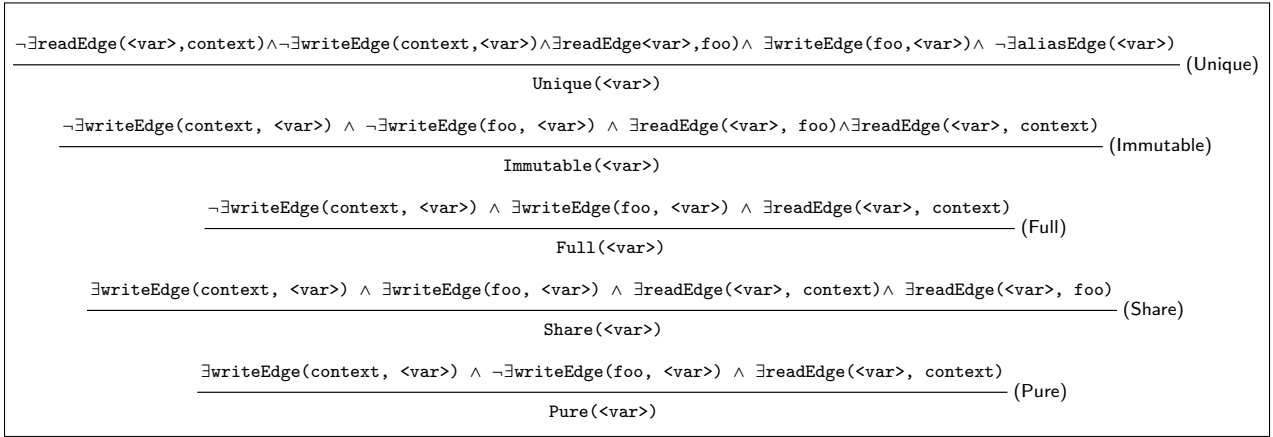 ¬∃readEdge(<var>,context)∧¬∃writeEdge(context,<var>)∧∃readEdge<var>,foo)∧ ∃writeEdge(foo,<var>)∧ ¬∃aliasEdge(<var>)
(Unique)
Unique(<var>)
¬∃writeEdge(context, <var>) ∧ ¬∃writeEdge(foo, <var>) ∧ ∃readEdge(<var>, foo)∧∃readEdge(<var>, context)
(Immutable)
Immutable(<var>)
¬∃writeEdge(context, <var>) ∧ ∃writeEdge(foo, <var>) ∧ ∃readEdge(<var>, context)
(Full)
Full(<var>)
∃writeEdge(context, <var>) ∧ ∃writeEdge(foo, <var>) ∧ ∃readEdge(<var>, context)∧ ∃readEdge(<var>, foo)
(Share)
Share(<var>)
∃writeEdge(context, <var>) ∧ ¬∃writeEdge(foo, <var>) ∧ ∃readEdge(<var>, context)
(Pure)
Pure(<var>)